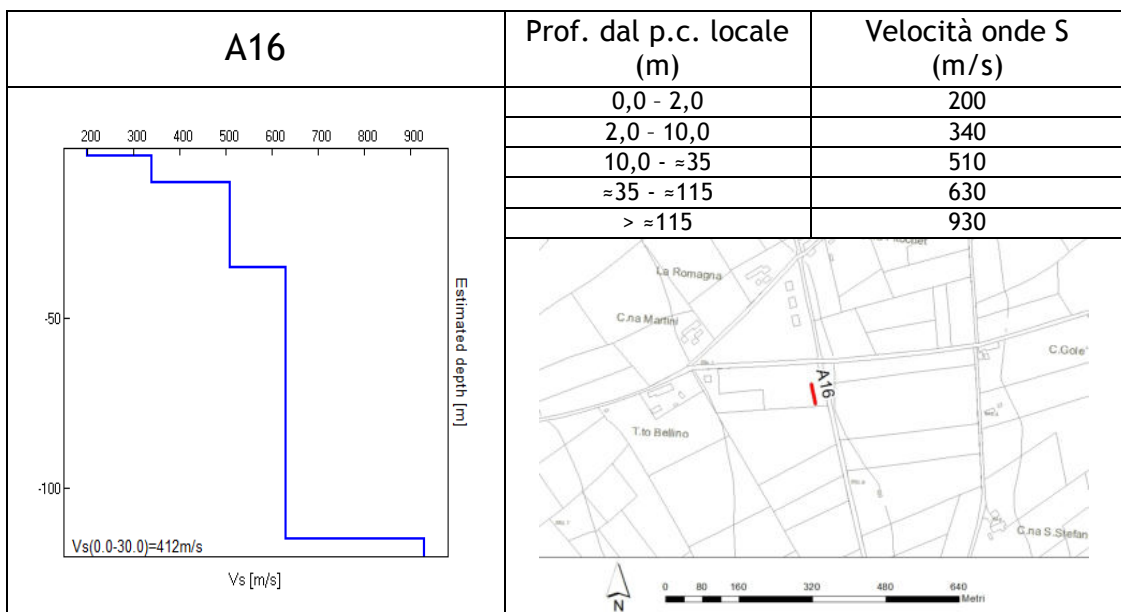 A16
Prof. dal p.c. locale
(m)
Velocità onde S
(m/s)
0,0 – 2,0 200
2,0 – 10,0 340
10,0 - ≈35 510
≈35 - ≈115 630
> ≈115 930
200 300 400 500 600 700 800 900
-50
-100
Estimated depth [m]
Vs(0.0-30.0)=412m/s
Vs [m/s]
La Romagna
C.na Martini
C.Gole'
A16
T.to Bellino
C.na S.Stefan
N
0 80 160 320 480 640
Metri